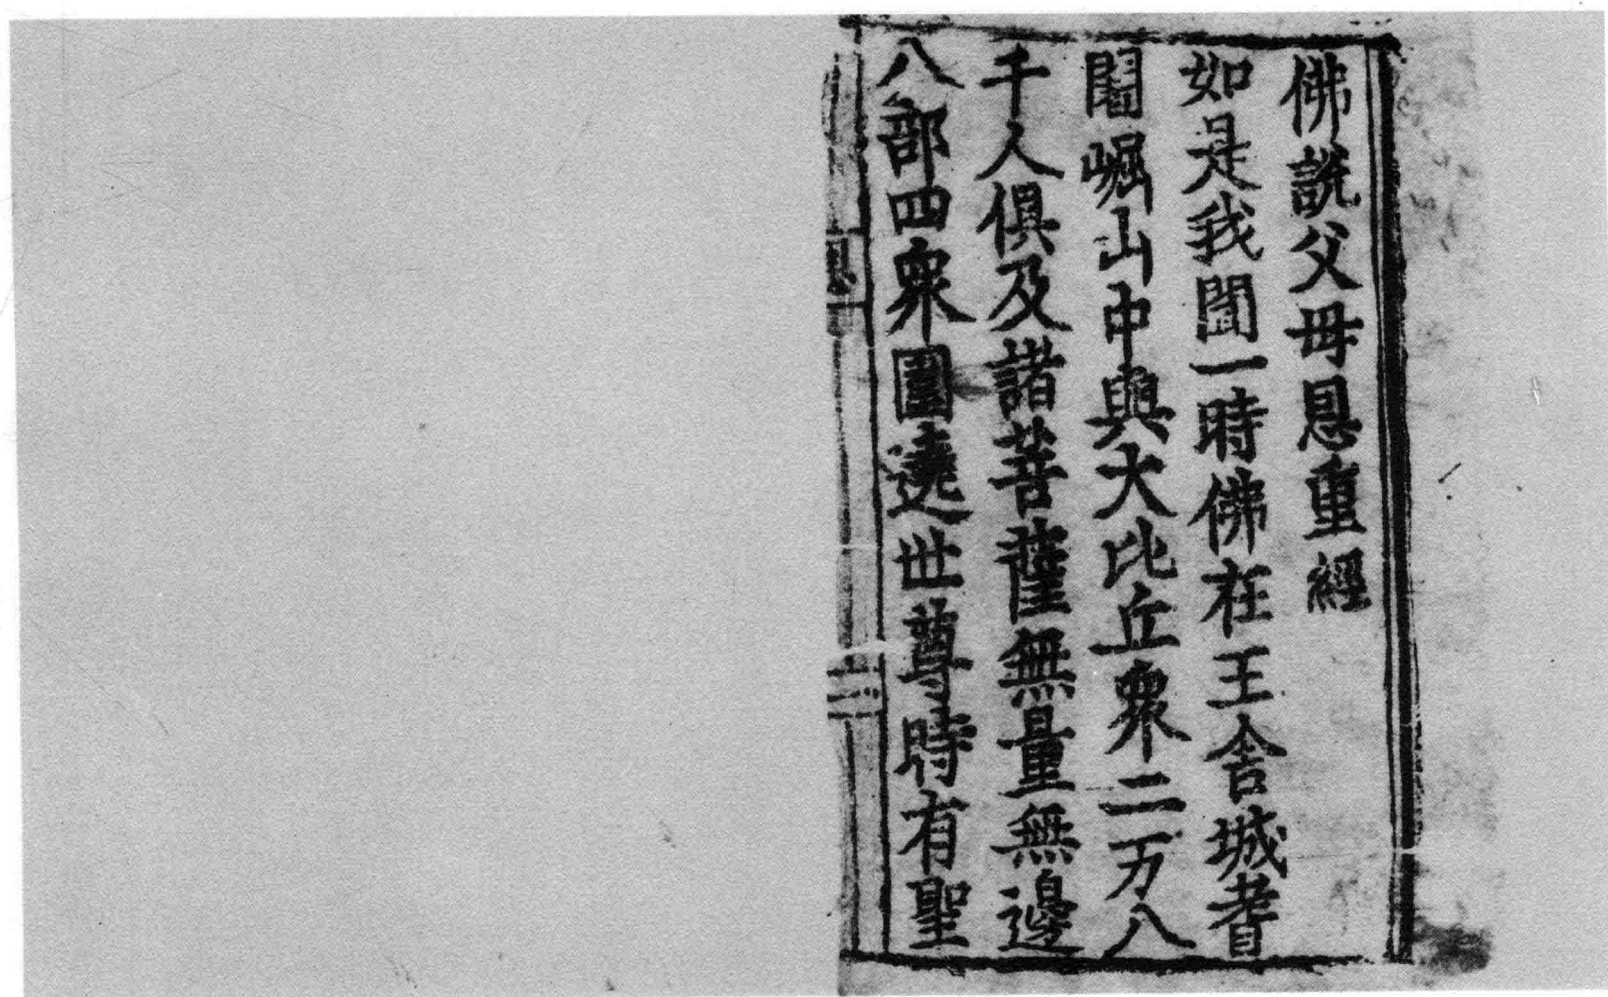 佛說父母恩重經
如是我聞一時佛在王舍城耆
闍崛山中與大比丘衆二万八
千人俱及諸菩薩無量無邊
八部四衆圍遶世尊時有聖
二